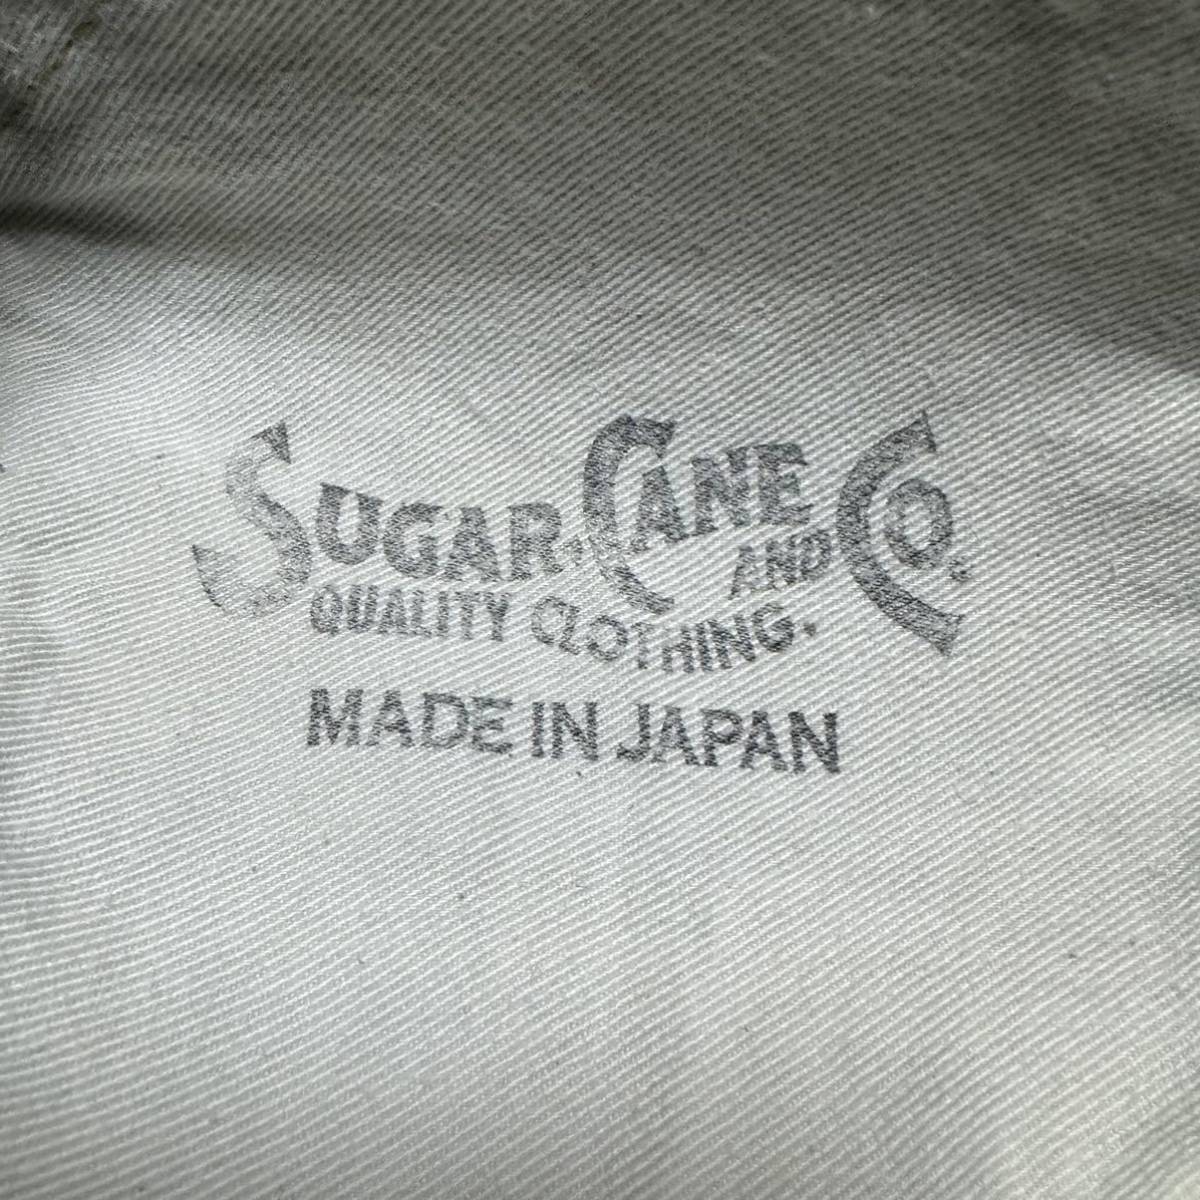 SUGAR CANE AND CO.
QUALITY CLOTHING.
MADE IN JAPAN